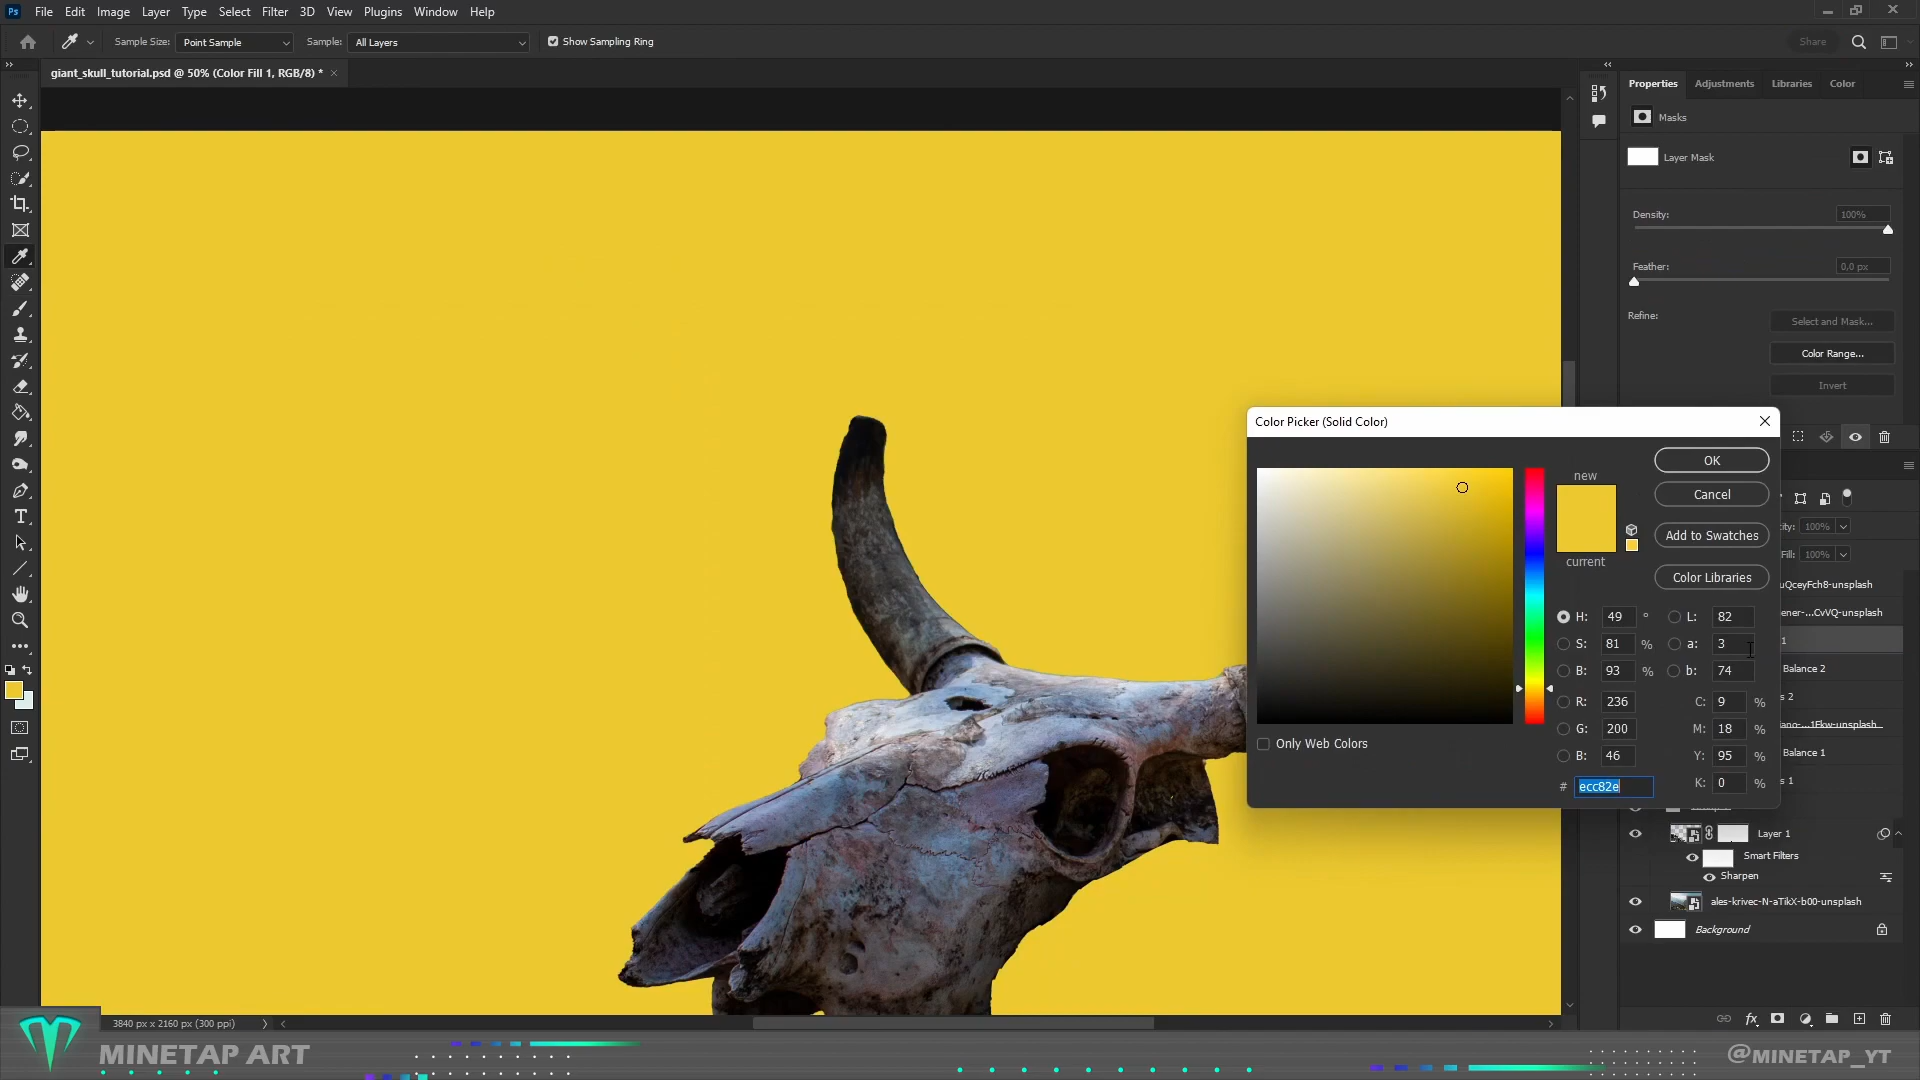 Ps File Edit Image Layer Type Select Filter 3D View Plugins Window Help
Sample Size: Point Sample Sample: All Layers Show Sampling Ring Share
giant_skull_tutorial.psd @ 50% (Color Fill 1, RGB/8) *
Properties Adjustments Libraries Color
Masks
Layer Mask
Density: 100%
Feather: 0,0 px
Refine: Select and Mask...
Color Range...
Invert
Color Picker (Solid Color)
new
current
OK
Cancel
Add to Swatches
Color Libraries
H: 49 ° L: 82
S: 81 % a: 3
B: 93 % b: 74
R: 236 C: 9 %
G: 200 M: 18 %
B: 46 Y: 95 %
# ecc82e K: 0 %
Only Web Colors
ity: 100%
Fill: 100%
uQceyFch8-unsplash
ener-...CvVQ-unsplash
1
Balance 2
s 2
ano-...1Fkw-unsplash
Balance 1
s 1
Layer 1
Smart Filters
Sharpen
ales-krivec-N-aTikX-b00-unsplash
Background
3840 px x 2160 px (300 ppi)
MINETAP ART
@MINETAP_YT